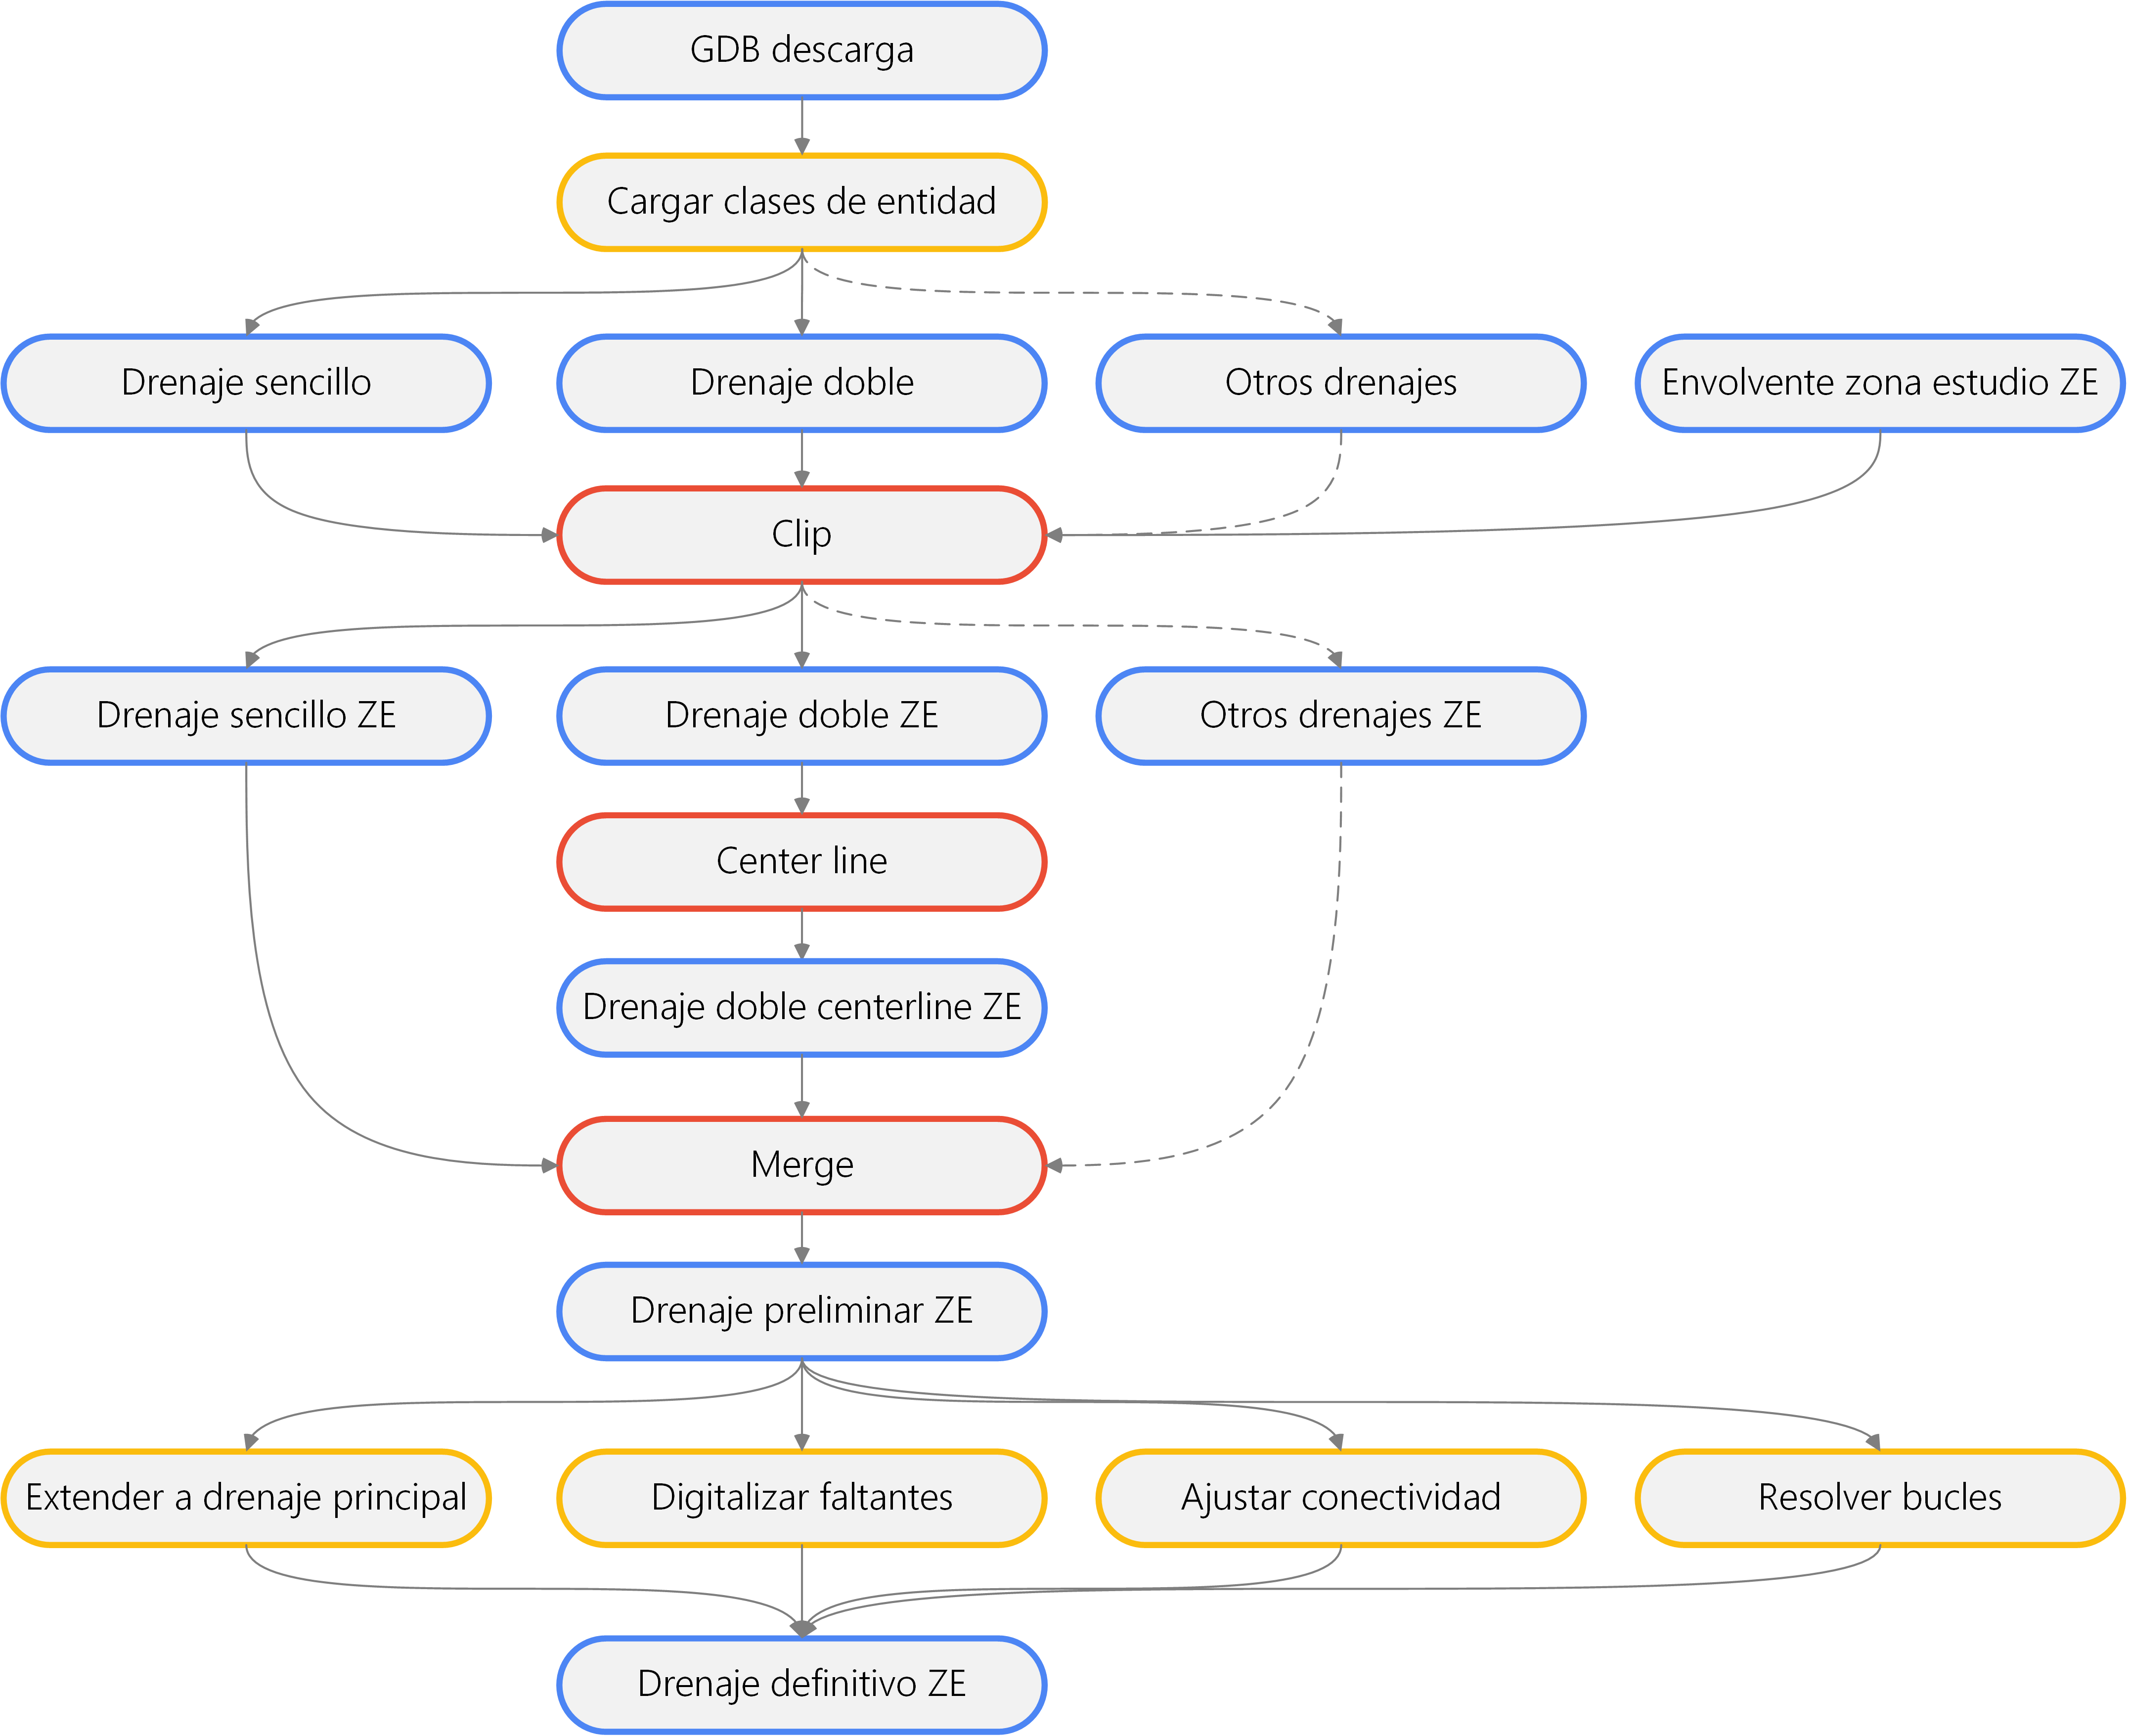 GDB descarga
Cargar clases de entidad
Drenaje sencillo
Drenaje doble
Otros drenajes
Envolvente zona estudio ZE
Clip
Drenaje sencillo ZE
Drenaje doble ZE
Otros drenajes ZE
Center line
Drenaje doble centerline ZE
Merge
Drenaje preliminar ZE
Extender a drenaje principal
Digitalizar faltantes
Ajustar conectividad
Resolver bucles
Drenaje definitivo ZE